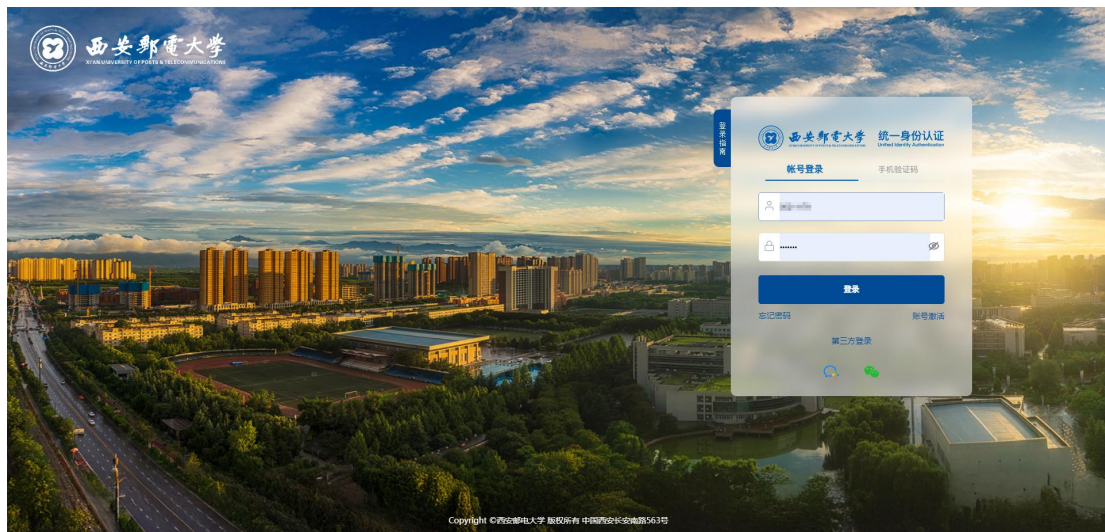 西安郵電大學
XI'AN UNIVERSITY OF POSTS & TELECOMMUNICATIONS
登录指南
西安郵電大學 统一身份认证
Unified Identity Authentication
帐号登录 手机验证码
登录
忘记密码 账号激活
第三方登录
Copyright ©西安邮电大学 版权所有 中国西安长安南路563号